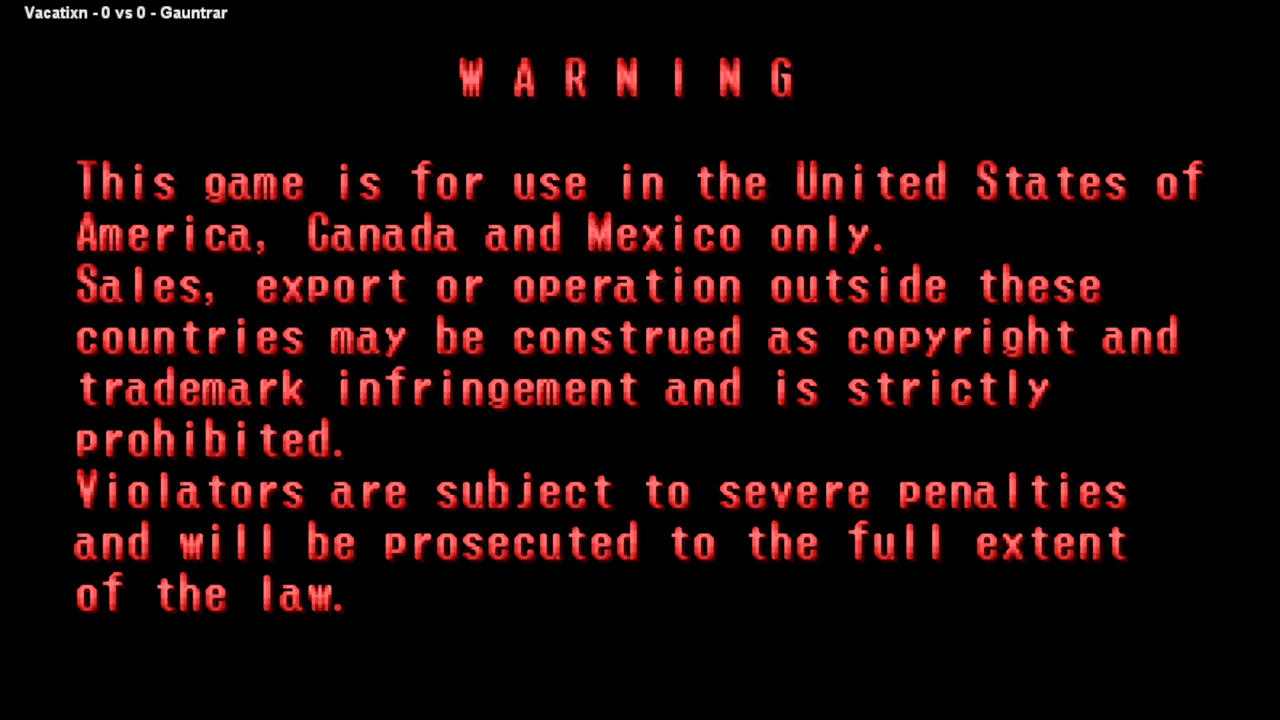 Vacatixn - 0 vs 0 - Gauntrar
W A R N I N G
This game is for use in the United States of
America, Canada and Mexico only.
Sales, export or operation outside these
countries may be construed as copyright and
trademark infringement and is strictly
prohibited.
Violators are subject to severe penalties
and will be prosecuted to the full extent
of the law.